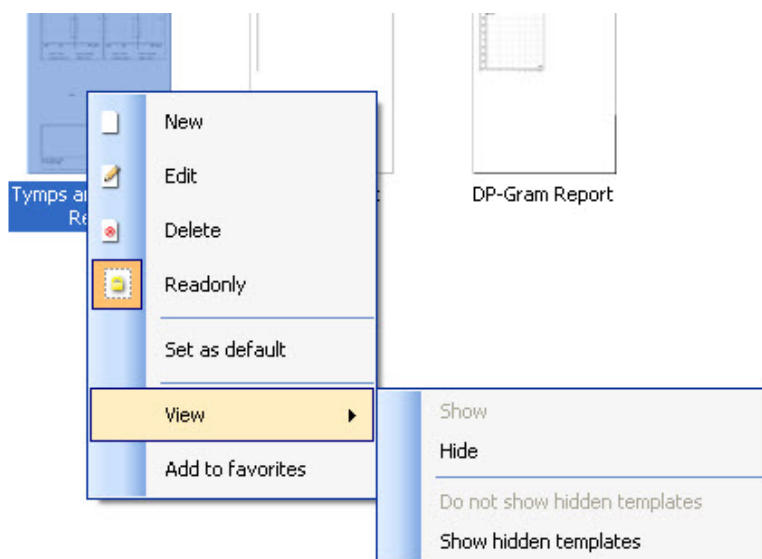 New
Edit
Tymps a
DP-Gram Report
Re
Delete
Readonly
Set as default
View
Show
Hide
Add to favorites
Do not show hidden templates
Show hidden templates